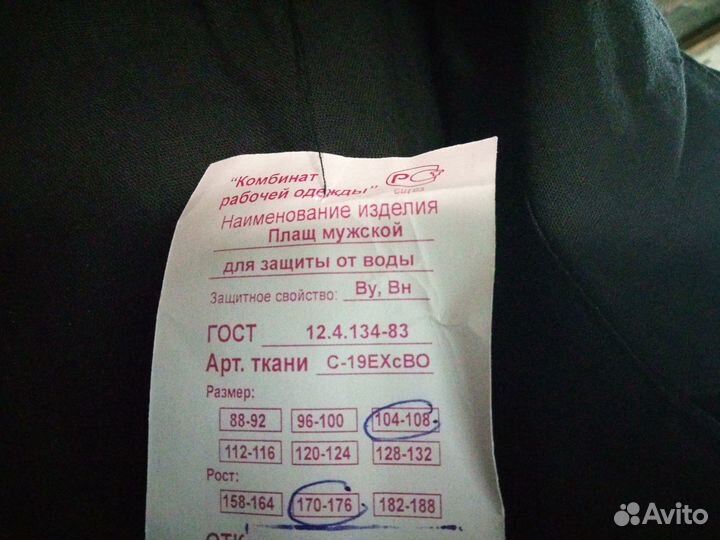 "Комбинат
рабочей одежды"
Наименование изделия
Плащ мужской
для защиты от воды
Защитное свойство: Ву, Вн
ГОСТ 12.4.134-83
Арт. ткани С-19ЕХсВО
Размер:
88-92 96-100 104-108
112-116 120-124 128-132
Рост:
158-164 170-176 182-188
ОТК
Avito